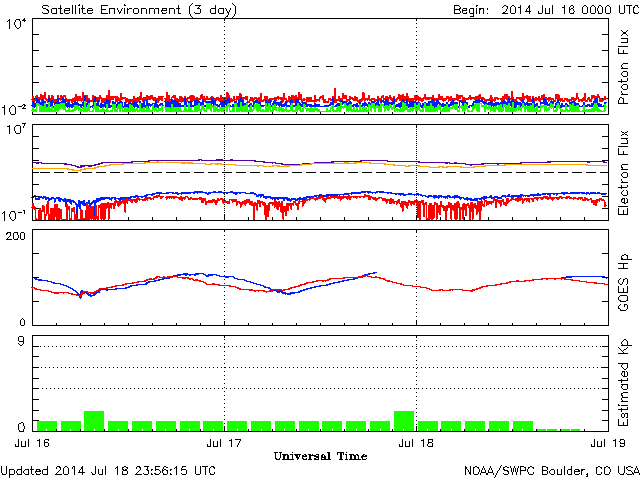 Satellite Environment (3 day) Begin: 2014 Jul 16 0000 UTC
10^4
10^-2
Proton Flux
10^7
10^-1
Electron Flux
200
0
GOES Hp
9
0
Estimated Kp
Jul 16 Jul 17 Jul 18 Jul 19
Universal Time
Updated 2014 Jul 18 23:56:15 UTC NOAA/SWPC Boulder, CO USA